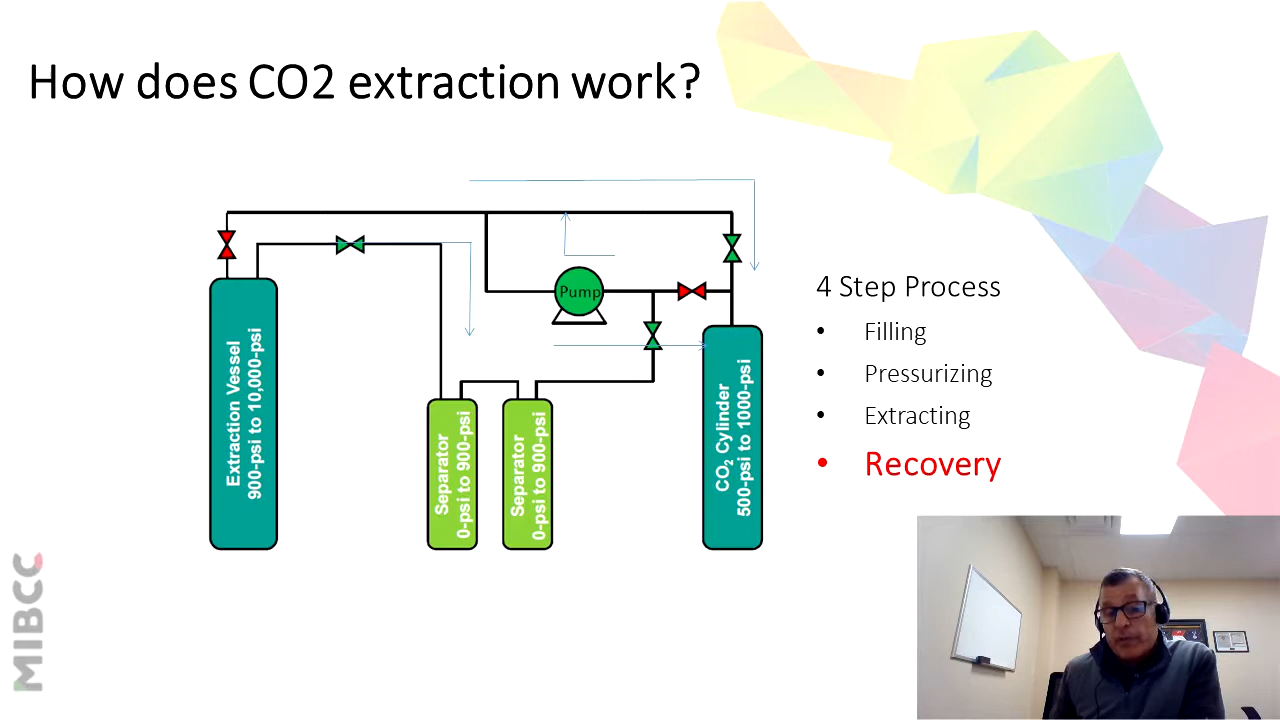 How does CO2 extraction work?
Pump
Extraction Vessel
900-psi to 10,000-psi
Separator
0-psi to 900-psi
Separator
0-psi to 900-psi
CO₂ Cylinder
500-psi to 1000-psi
4 Step Process
• Filling
• Pressurizing
• Extracting
• Recovery
MIBCC